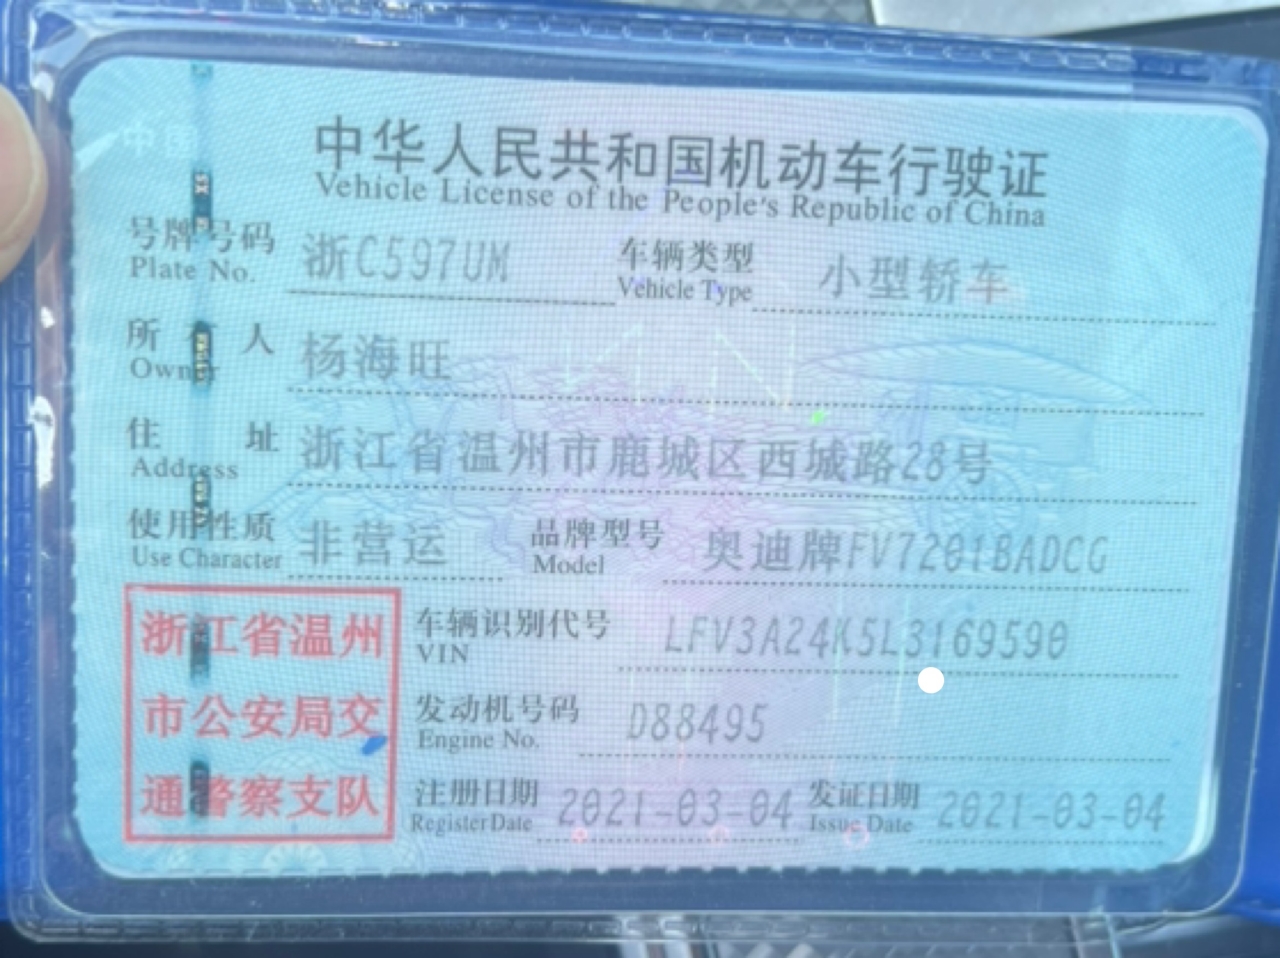 中华人民共和国机动车行驶证
Vehicle License of the People's Republic of China
号牌号码 浙C597UM 车辆类型 小型轿车
Plate No. Vehicle Type
所 人 杨海旺
Owner
住 址 浙江省温州市鹿城区西城路28号
Address
使用性质 非营运 品牌型号 奥迪牌FV7201BADCG
Use Character Model
浙江省温州
市公安局交
通警察支队
车辆识别代号 LFV3A24K5L3169590
VIN
发动机号码 D88495
Engine No.
注册日期 2021-03-04 发证日期 2021-03-04
Register Date Issue Date